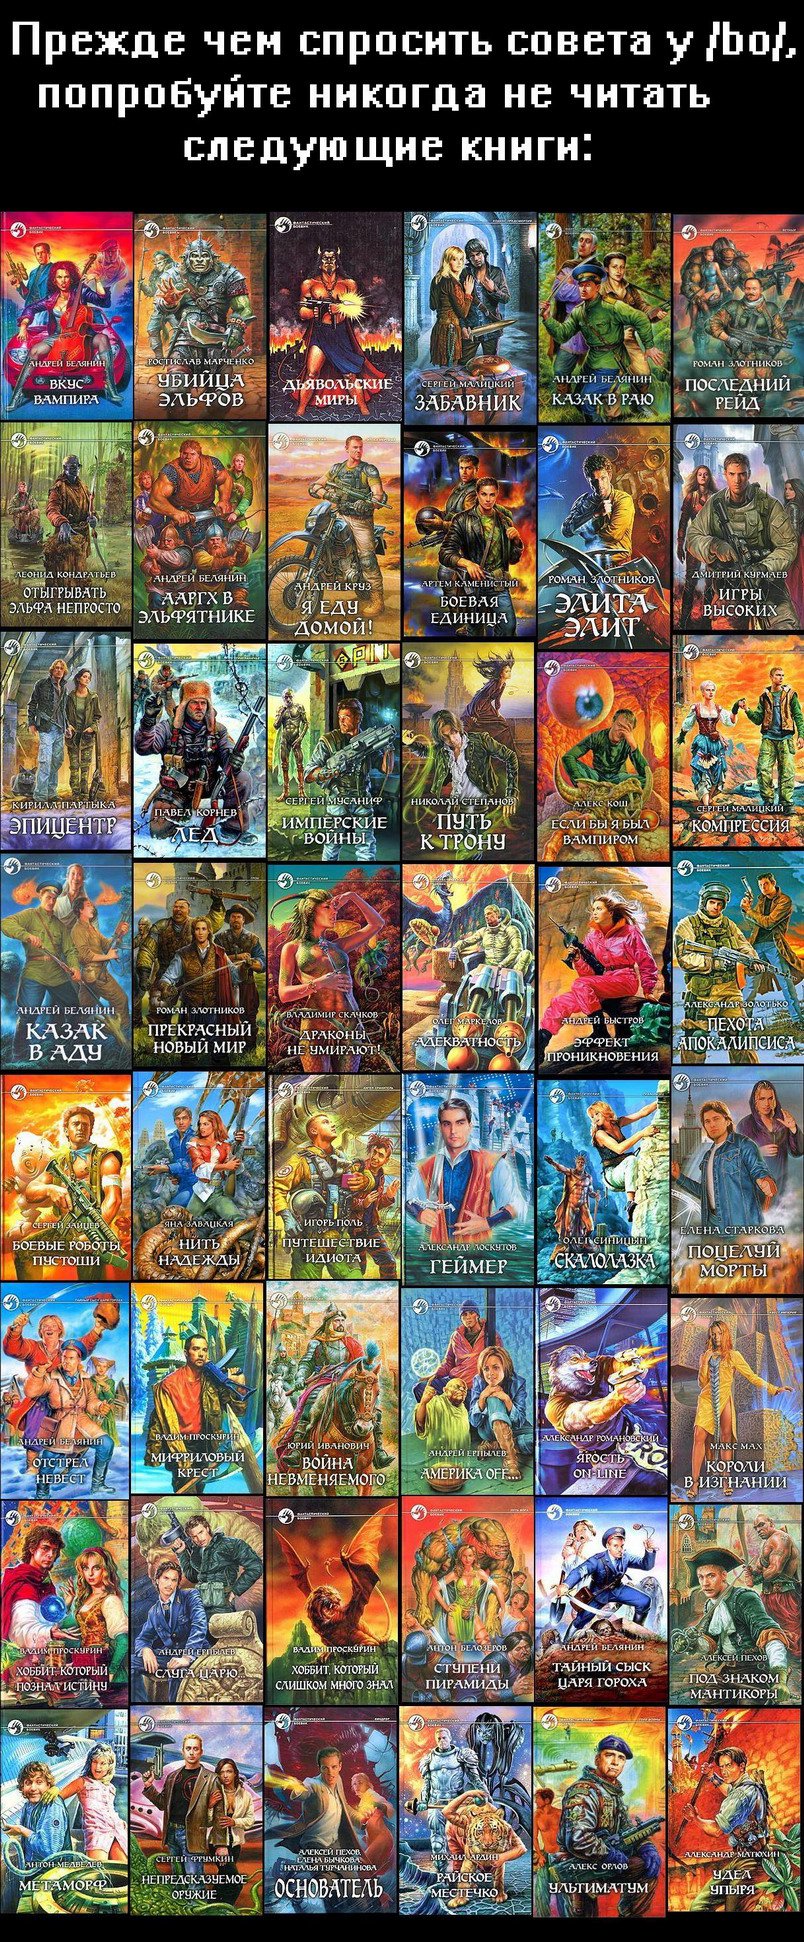 Прежде чем спросить совета у /bo/,
попробуйте никогда не читать
следующие книги:
АНДРЕЙ БЕЛЯНИН
ВКУС
ВАМПИРА
РОСТИСЛАВ МАРЧЕНКО
УБИЙЦА
ЭЛЬФОВ
ДЬЯВОЛЬСКИЕ
МИРЫ
СЕРГЕЙ МАЛИЦКИЙ
ЗАБАВНИК
АНДРЕЙ БЕЛЯНИН
КАЗАК В РАЮ
РОМАН ЗЛОТНИКОВ
ПОСЛЕДНИЙ
РЕЙД
ЛЕОНИД КОНДРАТЬЕВ
ОТЫГРЫВАТЬ
ЭЛЬФА НЕПРОСТО
АНДРЕЙ БЕЛЯНИН
ААРГХ В
ЭЛЬФЯТНИКЕ
АНДРЕЙ КРУЗ
Я ЕДУ
ДОМОЙ!
АРТЕМ КАМЕНИСТЫЙ
БОЕВАЯ
ЕДИНИЦА
РОМАН ЗЛОТНИКОВ
ЭЛИТА
ЭЛИТ
ДМИТРИЙ КУРМАЕВ
ИГРЫ
ВЫСОКИХ
КИРИЛЛ ПАРТЫКА
ЭПИЦЕНТР
ПАВЕЛ КОРНЕВ
ЛЕД
СЕРГЕЙ МУСАНИФ
ИМПЕРСКИЕ
ВОЙНЫ
НИКОЛАЙ СТЕПАНОВ
ПУТЬ
К ТРОНУ
АЛЕКС КОШ
ЕСЛИ БЫ Я БЫЛ
ВАМПИРОМ
СЕРГЕЙ МАЛИЦКИЙ
КОМПРЕССИЯ
АНДРЕЙ БЕЛЯНИН
КАЗАК
В АДУ
РОМАН ЗЛОТНИКОВ
ПРЕКРАСНЫЙ
НОВЫЙ МИР
ВЛАДИМИР СКАЧКОВ
ДРАКОНЫ
НЕ УМИРАЮТ!
ОЛЕГ МАРКЕЛОВ
АДЕКВАТНОСТЬ
АНДРЕЙ БЫСТРОВ
ЭФФЕКТ
ПРОНИКНОВЕНИЯ
АЛЕКСАНДР ЗОЛОТЬКО
ПЕХОТА
АПОКАЛИПСИСА
СЕРГЕЙ ЗАЙЦЕВ
БОЕВЫЕ РОБОТЫ
ПУСТОШИ
ЯНА ЗАВАЦКАЯ
НИТЬ
НАДЕЖДЫ
ИГОРЬ ПОЛЬ
ПУТЕШЕСТВИЕ
ИДИОТА
АЛЕКСАНДР ЛОСКУТОВ
ГЕЙМЕР
ОЛЕГ СИНИЦЫН
СКАЛОЛАЗКА
ЕЛЕНА СТАРКОВА
ПОЦЕЛУЙ
МОРТЫ
АНДРЕЙ БЕЛЯНИН
ОТСТРЕЛ
НЕВЕСТ
ВАДИМ ПРОСКУРИН
МИФРИЛОВЫЙ
КРЕСТ
ЮРИЙ ИВАНОВИЧ
ВОЙНА
НЕВМЕНЯЕМОГО
АНДРЕЙ ЕРПЫЛЕВ
АМЕРИКА OFF...
АЛЕКСАНДР РОМАНОВСКИЙ
ЯРОСТЬ
ON-LINE
МАКС МАХ
КОРОЛИ
В ИЗГНАНИИ
ВАДИМ ПРОСКУРИН
ХОББИТ, КОТОРЫЙ
ПОЗНАЛ ИСТИНУ
АНДРЕЙ ЕРПЫЛЕВ
СЛУГА ЦАРЮ...
ВАДИМ ПРОСКУРИН
ХОББИТ, КОТОРЫЙ
СЛИШКОМ МНОГО ЗНАЛ
АНТОН БЕЛОЗЕРОВ
СТУПЕНИ
ПИРАМИДЫ
АНДРЕЙ БЕЛЯНИН
ТАЙНЫЙ СЫСК
ЦАРЯ ГОРОХА
АЛЕКСЕЙ ПЕХОВ
ПОД ЗНАКОМ
МАНТИКОРЫ
АНТОН МЕДВЕДЕВ
МЕТАМОРФ
СЕРГЕЙ ФРУМКИН
НЕПРЕДСКАЗУЕМОЕ
ОРУЖИЕ
АЛЕКСЕЙ ПЕХОВ,
ЕЛЕНА БЫЧКОВА,
НАТАЛЬЯ ТУРЧАНИНОВА
ОСНОВАТЕЛЬ
МИХАИЛ АРДИН
РАЙСКОЕ
МЕСТЕЧКО
АЛЕКС ОРЛОВ
УЛЬТИМАТУМ
АЛЕКСАНДР МАТЮХИН
УДЕЛ
УПЫРЯ